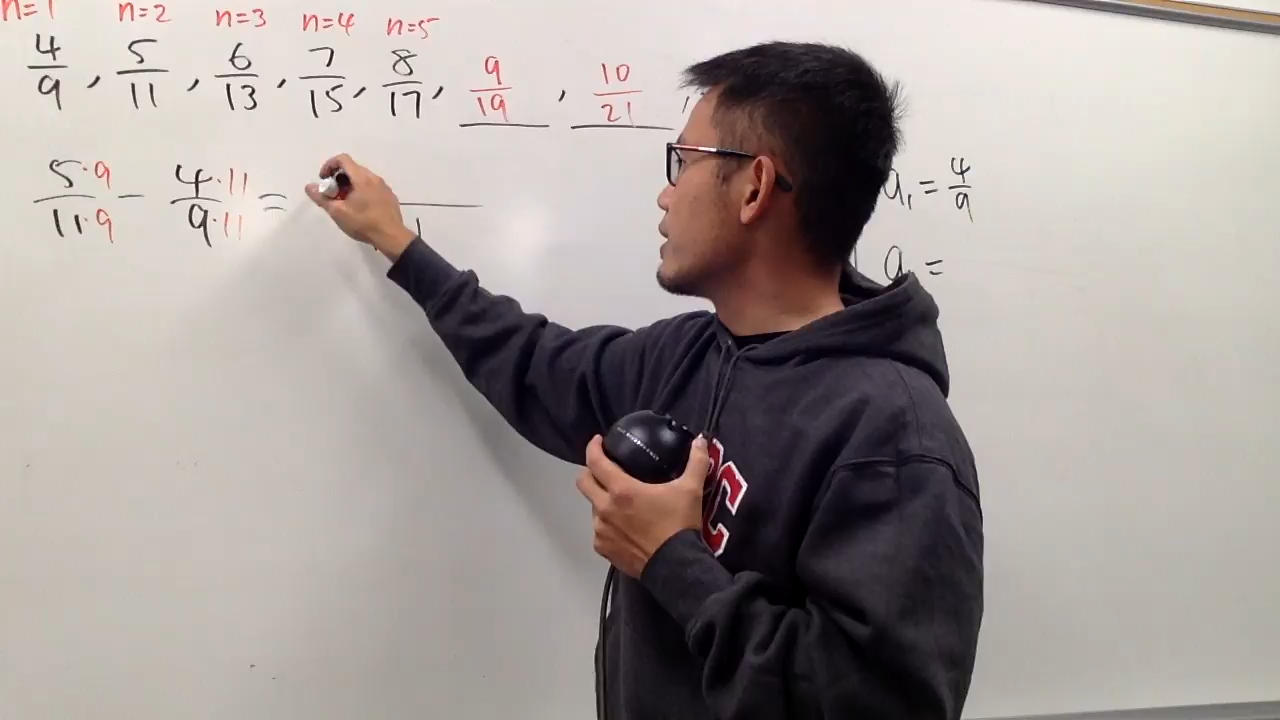 n=1 n=2 n=3 n=4 n=5
4/9 , 5/11 , 6/13 , 7/15 , 8/17 , 9/19 , 10/21 ,
5·9/11·9 − 4·11/9·11 =
a₁ = 4/9
a =
C